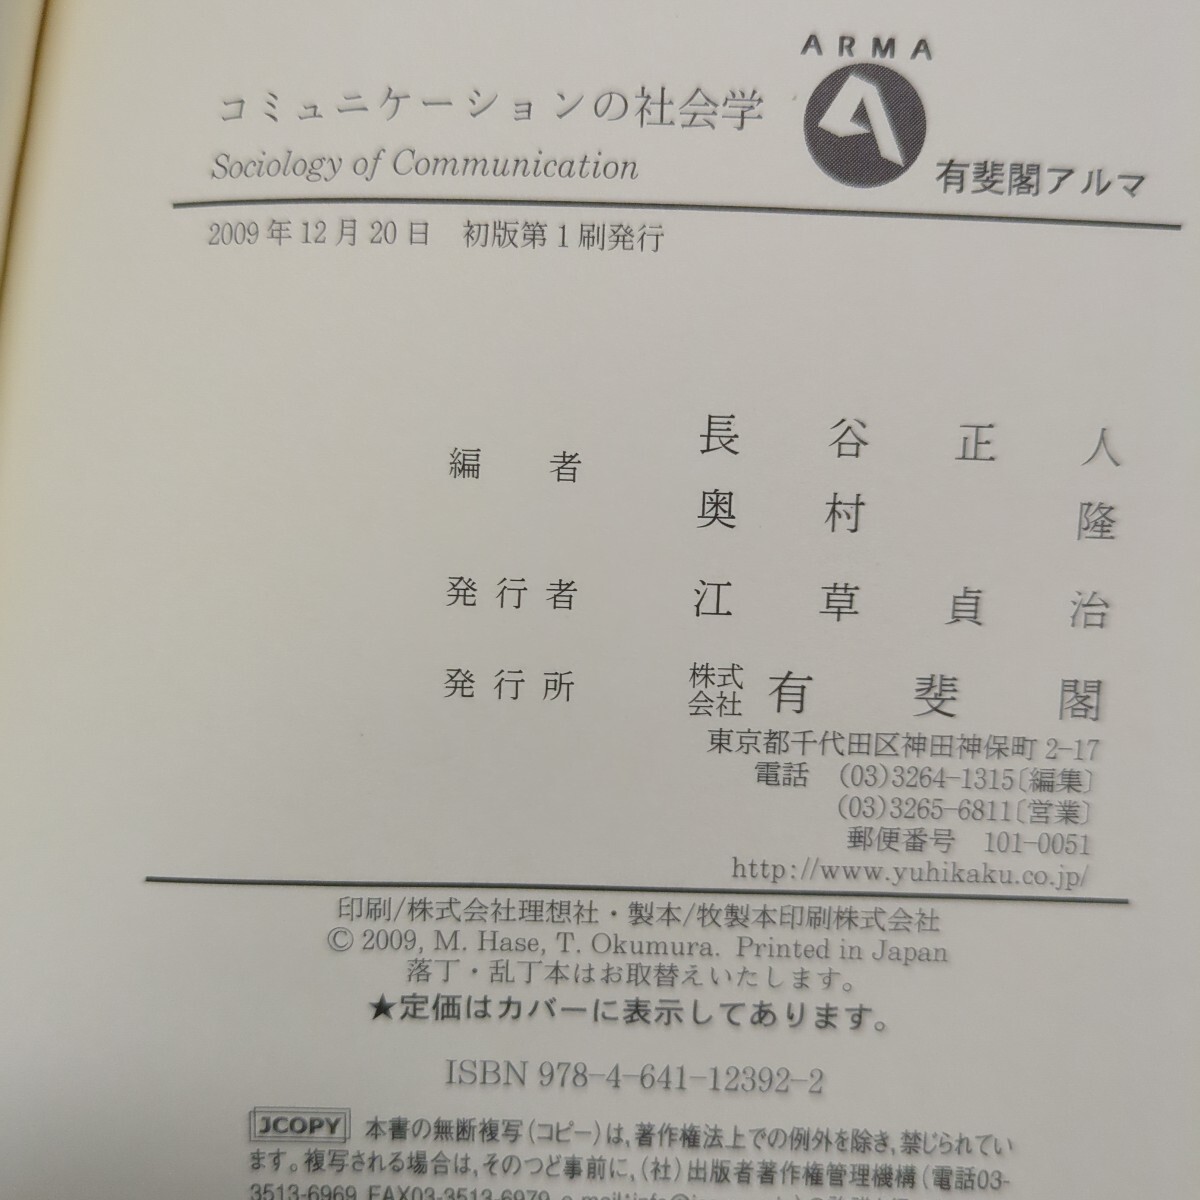 ARMA
コミュニケーションの社会学
Sociology of Communication
有斐閣アルマ
2009年12月20日　初版第1刷発行
編者　長谷正人
奥村隆
発行者　江草貞治
発行所　株式会社 有斐閣
東京都千代田区神田神保町 2-17
電話　(03)3264-1315〔編集〕
(03)3265-6811〔営業〕
郵便番号　101-0051
http://www.yuhikaku.co.jp/
印刷/株式会社理想社・製本/牧製本印刷株式会社
© 2009, M. Hase, T. Okumura. Printed in Japan
落丁・乱丁本はお取替えいたします。
★定価はカバーに表示してあります。
ISBN 978-4-641-12392-2
JCOPY 本書の無断複写(コピー)は,著作権法上での例外を除き,禁じられてい
ます。複写される場合は,そのつど事前に,(社)出版者著作権管理機構(電話03-
3513-6969, FAX03-3513-6979,